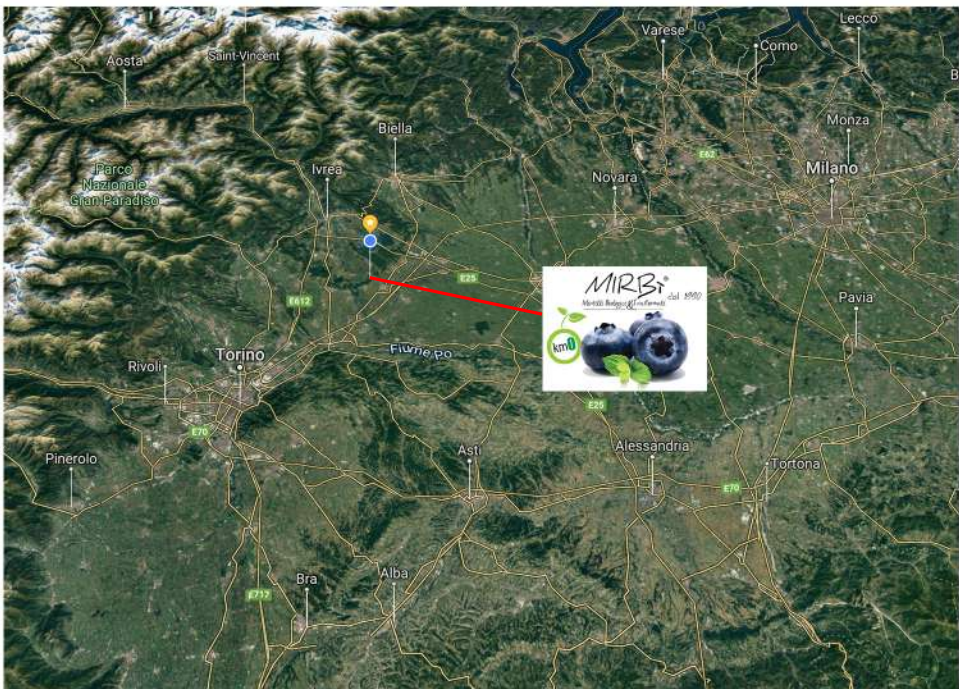 Lecco
Varese
Como
Aosta
Saint-Vincent
B
Monza
Biella
E62
Milano
Parco
Nazionale
Gran Paradiso
Ivrea
Novara
E25
MIRBi®
dal 1990
km0
E612
Pavia
Fiume Po
Torino
Rivoli
E25
E70
Asti
Alessandria
Pinerolo
Tortona
E70
Alba
Bra
E717